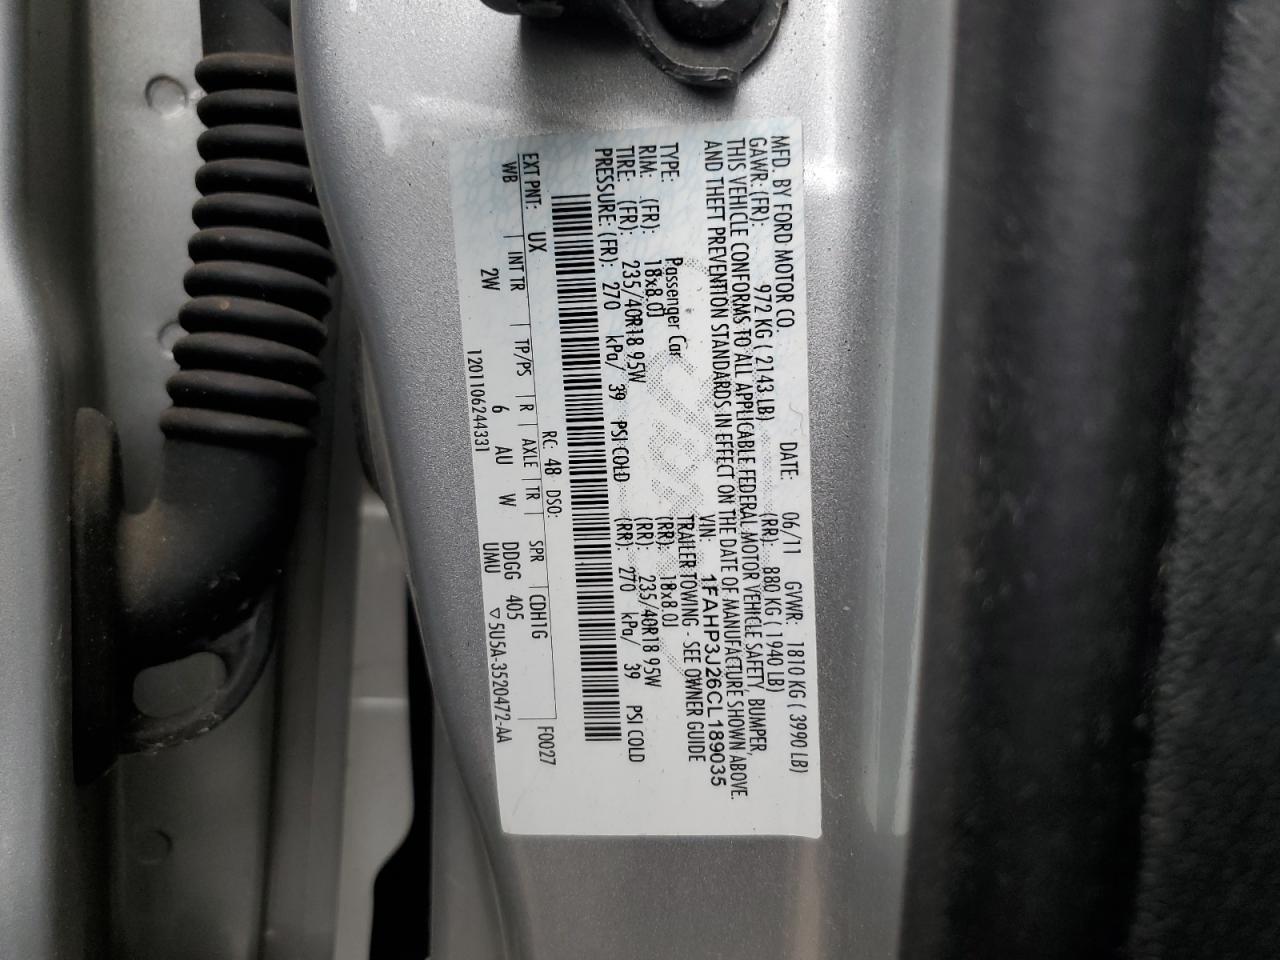 MFD. BY FORD MOTOR CO. DATE: 06/11 GVWR: 1810 KG ( 3990 LB)
GAWR: (FR): 972 KG ( 2143 LB) (RR): 880 KG ( 1940 LB)
THIS VEHICLE CONFORMS TO ALL APPLICABLE FEDERAL MOTOR VEHICLE SAFETY, BUMPER,
AND THEFT PREVENTION STANDARDS IN EFFECT ON THE DATE OF MANUFACTURE SHOWN ABOVE.
VIN: 1FAHP3J26CL189035
TYPE: Passenger Car TRAILER TOWING - SEE OWNER GUIDE
RIM: (FR): 18x8.0J (RR): 18x8.0J
TIRE: (FR): 235/40R18 95W (RR): 235/40R18 95W
PRESSURE: (FR): 270 kPa/ 39 PSI COLD (RR): 270 kPa/ 39 PSI COLD
RC: 48 DSO: F0027
EXT PNT: UX CDH1G
WB INT TR TP/PS R AXLE TR SPR
2W 6 AU W DDGG 405
UMU ▽5U5A-3520472-AA
1201106244331